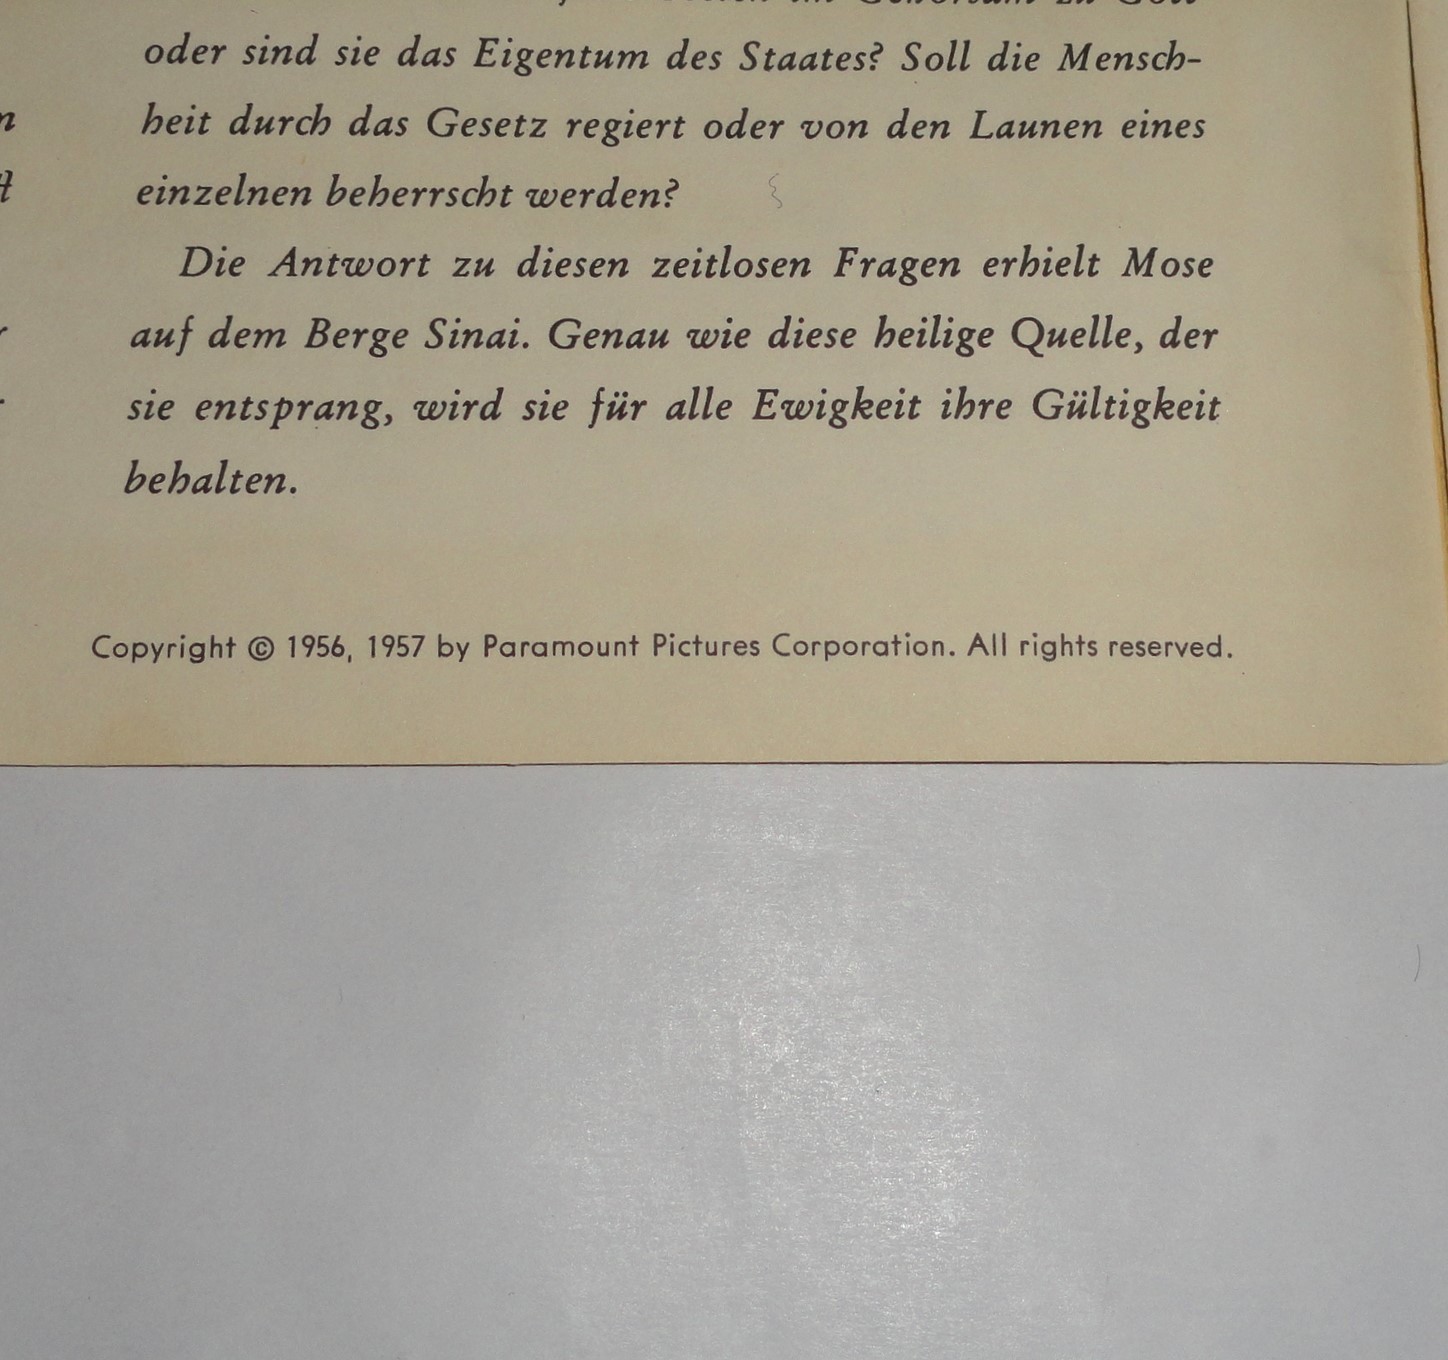 oder sind sie das Eigentum des Staates? Soll die Mensch-
heit durch das Gesetz regiert oder von den Launen eines
einzelnen beherrscht werden?
Die Antwort zu diesen zeitlosen Fragen erhielt Mose
auf dem Berge Sinai. Genau wie diese heilige Quelle, der
sie entsprang, wird sie für alle Ewigkeit ihre Gültigkeit
behalten.
Copyright © 1956, 1957 by Paramount Pictures Corporation. All rights reserved.